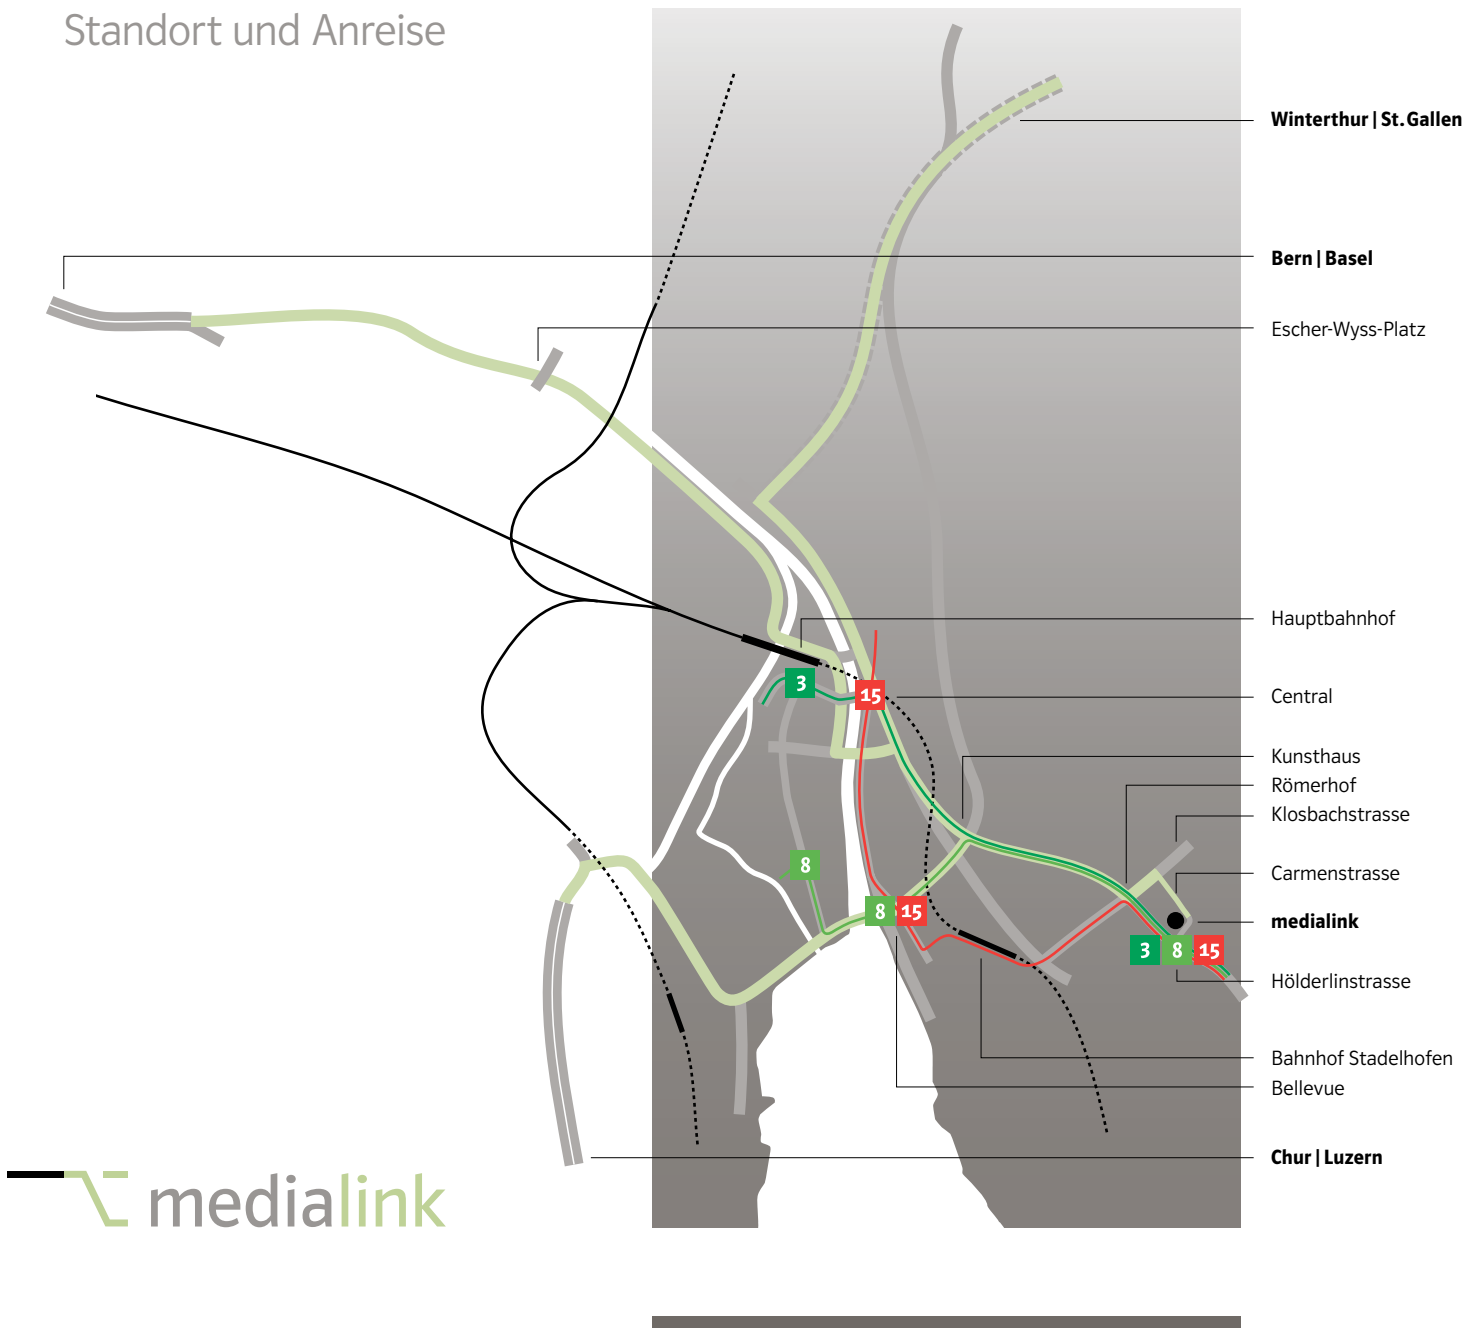 Standort und Anreise
Winterthur | St. Gallen
Bern | Basel
Escher-Wyss-Platz
Hauptbahnhof
3
15
Central
Kunsthaus
Römerhof
Klosbachstrasse
8
Carmenstrasse
8 15
medialink
3 8 15
Hölderlinstrasse
Bahnhof Stadelhofen
Bellevue
Chur | Luzern
medialink